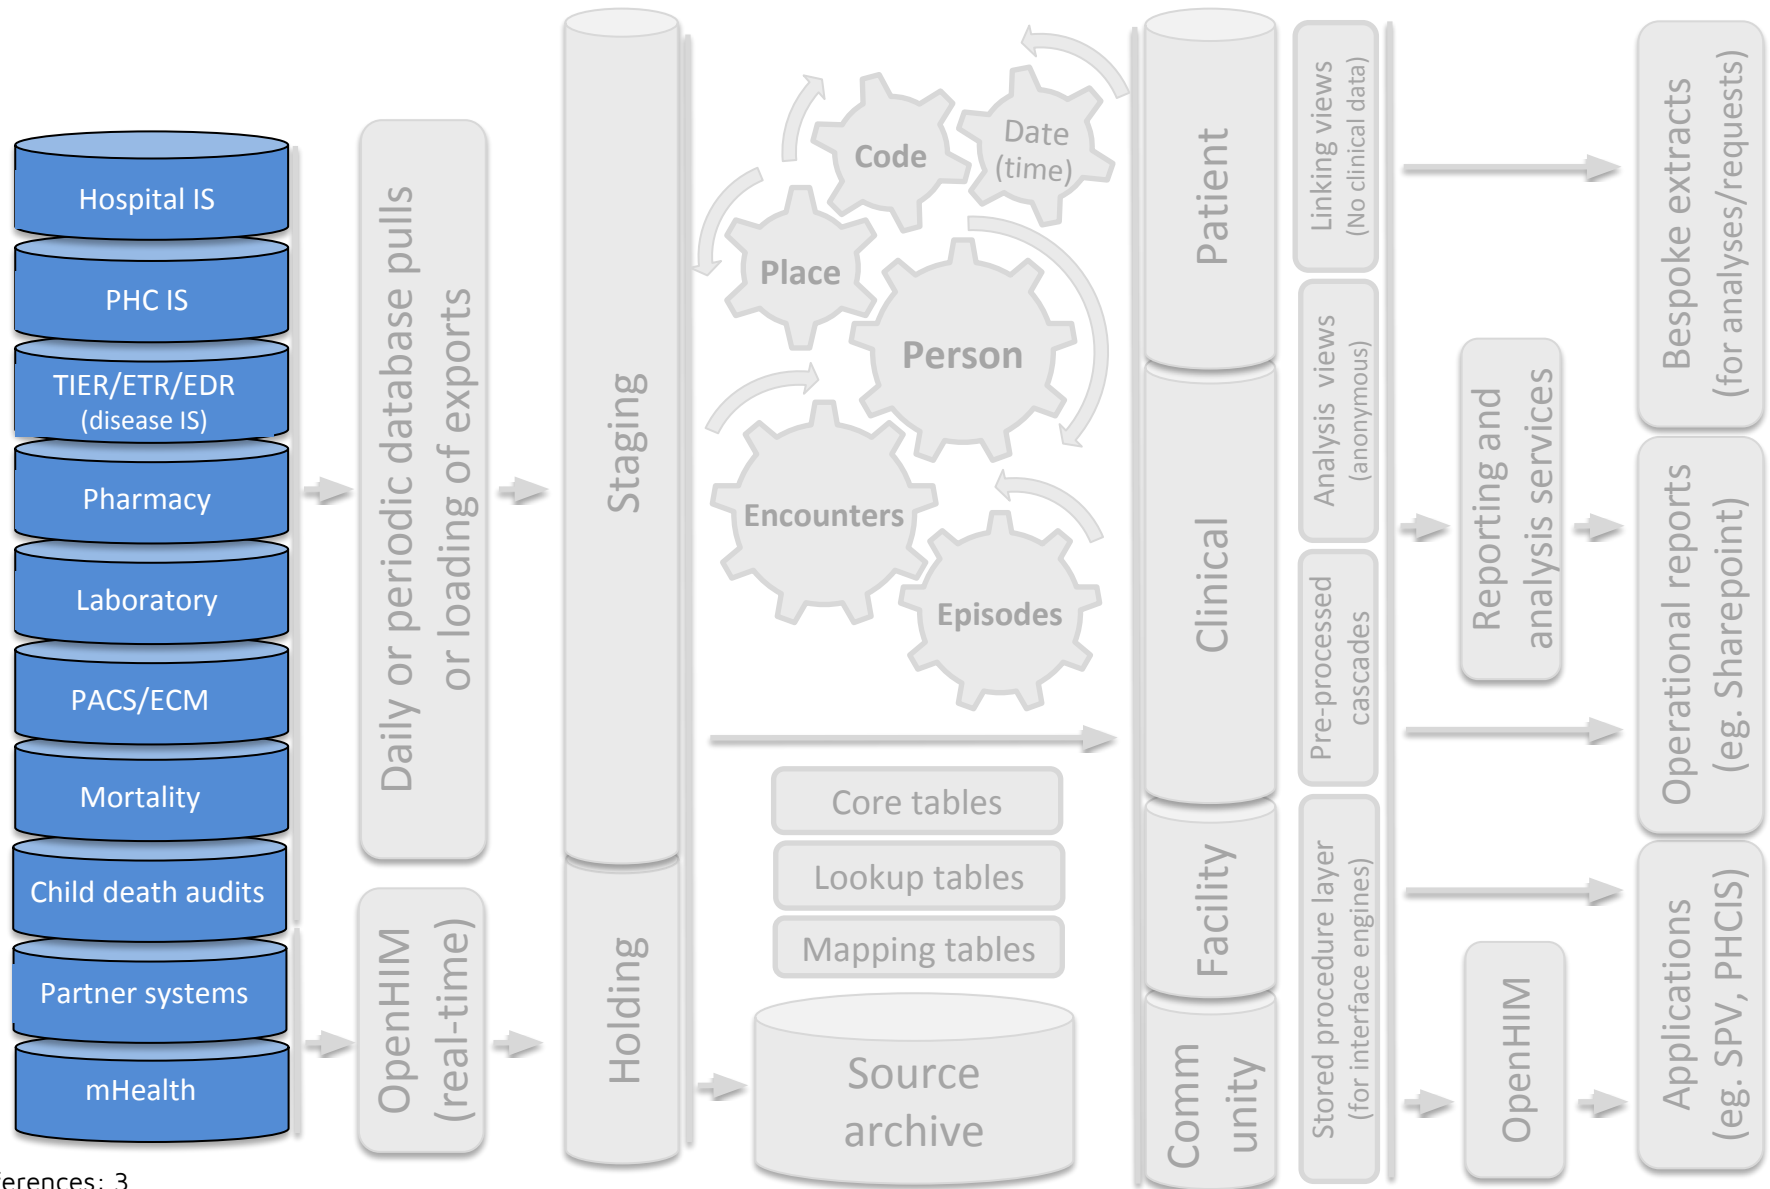 Hospital IS
PHC IS
TIER/ETR/EDR
(disease IS)
Pharmacy
Laboratory
PACS/ECM
Mortality
Child death audits
Partner systems
mHealth
Daily or periodic database pulls
or loading of exports
OpenHIM
(real-time)
Staging
Holding
Code
Date
(time)
Place
Person
Encounters
Episodes
Core tables
Lookup tables
Mapping tables
Source
archive
Patient
Clinical
Facility
Comm
unity
Linking views
(No clinical data)
Analysis views
(anonymous)
Pre-processed
cascades
Stored procedure layer
(for interface engines)
Reporting and
analysis services
OpenHIM
Bespoke extracts
(for analyses/requests)
Operational reports
(eg. Sharepoint)
Applications
(eg. SPV, PHCIS)
ferences: 3